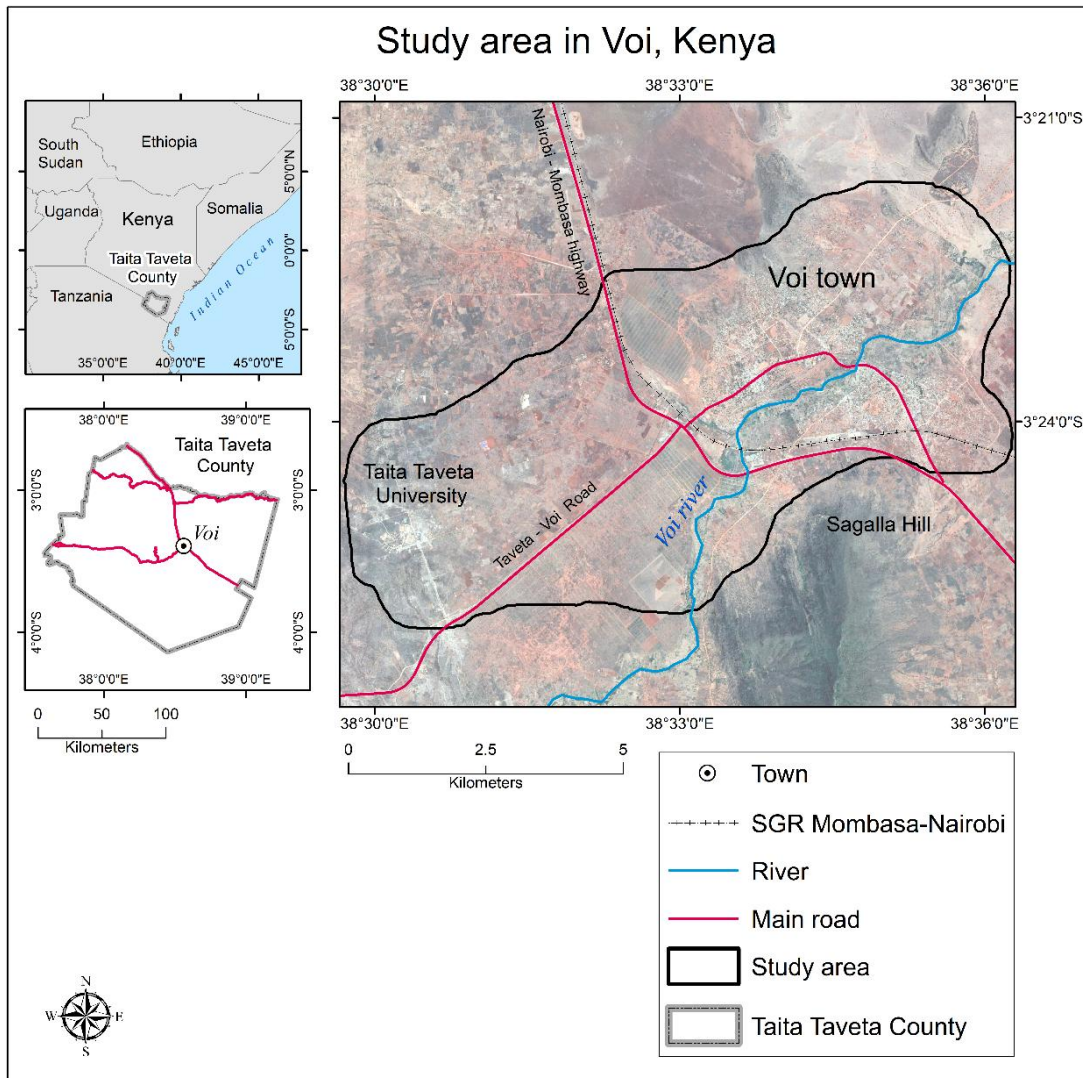 Study area in Voi, Kenya
South
Sudan
Ethiopia
Uganda
Kenya
Somalia
Taita Taveta
County
Tanzania
Indian Ocean
5°0'0"N
0°0'0"
5°0'0"S
35°0'0"E 40°0'0"E 45°0'0"E
38°0'0"E 39°0'0"E
Taita Taveta
County
Voi
3°0'0"S
4°0'0"S
3°0'0"S
4°0'0"S
38°0'0"E 39°0'0"E
0 50 100
Kilometers
38°30'0"E 38°33'0"E 38°36'0"E
3°21'0"S
3°24'0"S
Nairobi - Mombasa highway
Voi town
Taita Taveta
University
Taveta - Voi Road
Voi river
Sagalla Hill
38°30'0"E 38°33'0"E 38°36'0"E
0 2.5 5
Kilometers
Town
SGR Mombasa-Nairobi
River
Main road
Study area
Taita Taveta County
N
W E
S